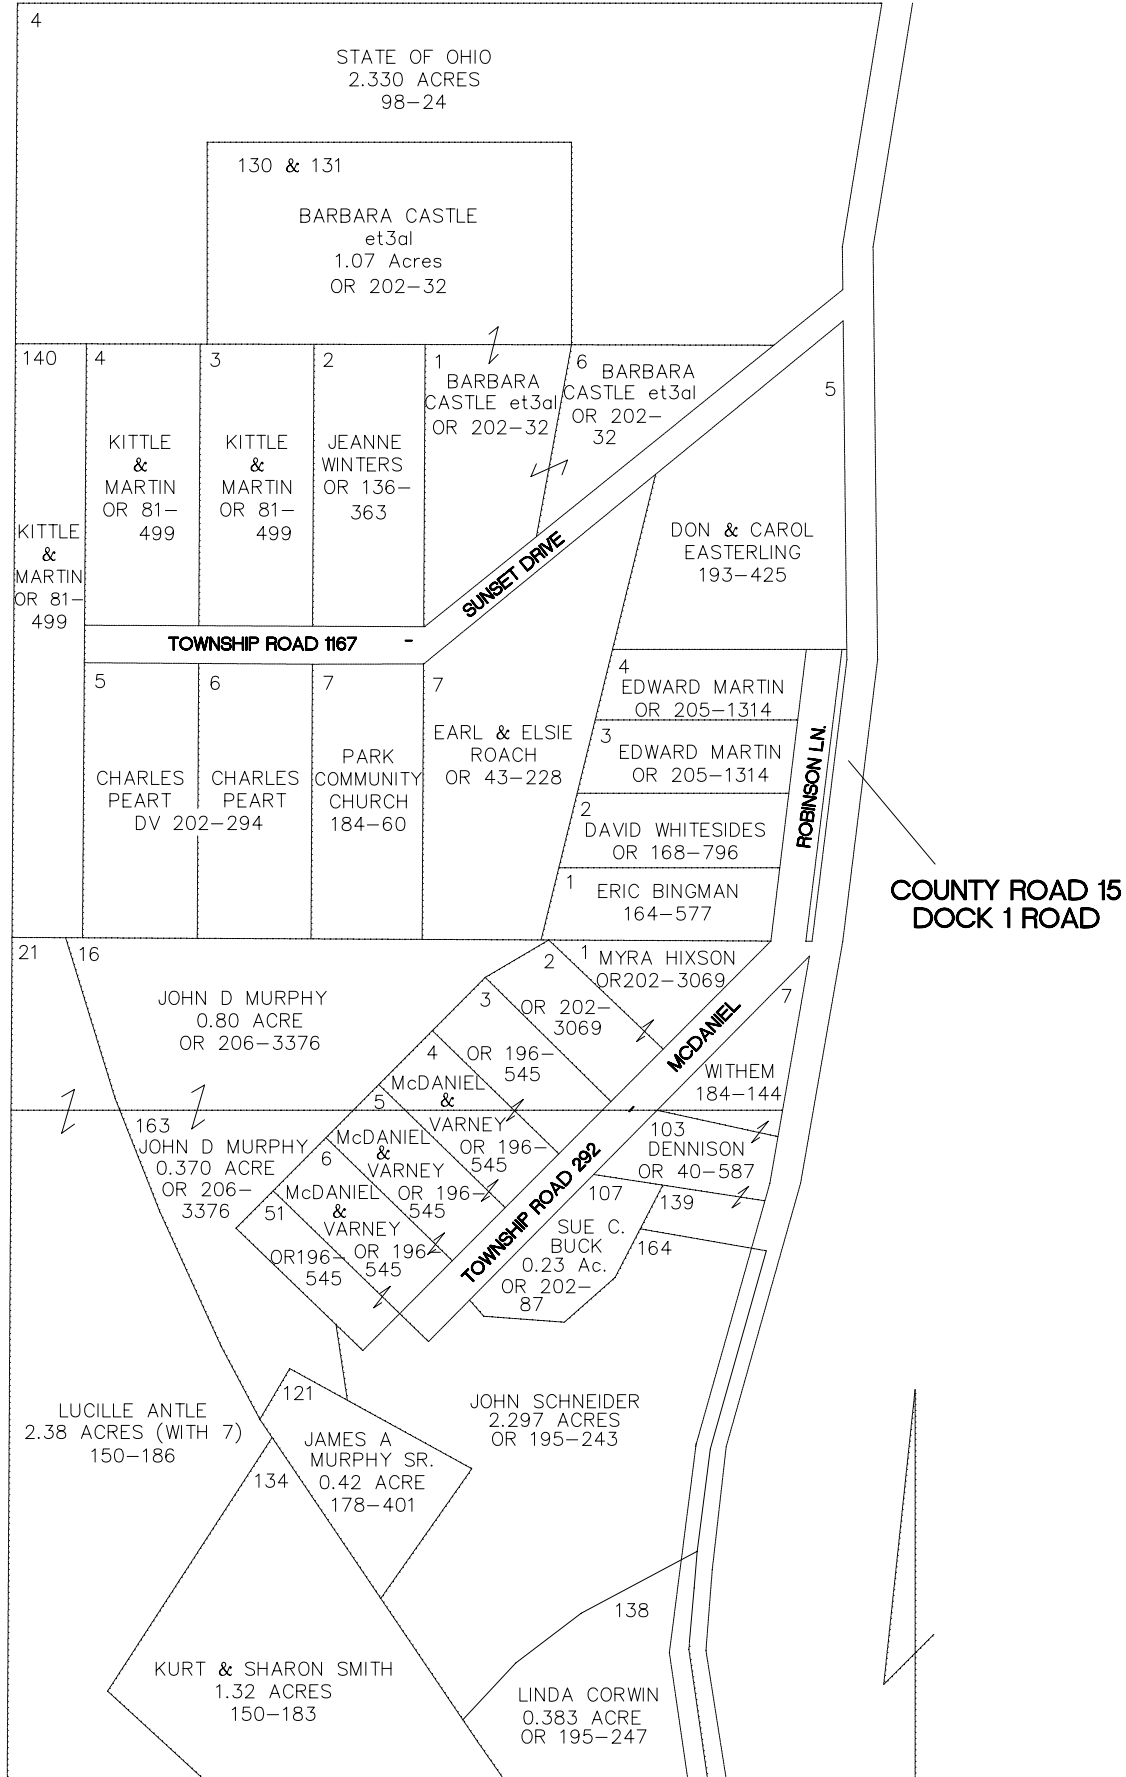 4
STATE OF OHIO
2.330 ACRES
98-24
130 & 131
BARBARA CASTLE
et3al
1.07 Acres
OR 202-32
140
KITTLE
&
MARTIN
OR 81-
499
4
KITTLE
&
MARTIN
OR 81-
499
3
KITTLE
&
MARTIN
OR 81-
499
2
JEANNE
WINTERS
OR 136-
363
1
BARBARA
CASTLE et3al
OR 202-32
6
BARBARA
CASTLE et3al
OR 202-
32
5
DON & CAROL
EASTERLING
193-425
SUNSET DRIVE
TOWNSHIP ROAD 1167 -
5
CHARLES
PEART
6
CHARLES
PEART
DV 202-294
7
PARK
COMMUNITY
CHURCH
184-60
7
EARL & ELSIE
ROACH
OR 43-228
4
EDWARD MARTIN
OR 205-1314
3
EDWARD MARTIN
OR 205-1314
2
DAVID WHITESIDES
OR 168-796
1
ERIC BINGMAN
164-577
ROBINSON LN.
COUNTY ROAD 15
DOCK 1 ROAD
21
16
JOHN D MURPHY
0.80 ACRE
OR 206-3376
1
MYRA HIXSON
OR202-3069
2
OR 202-
3069
3
OR 196-
545
4
McDANIEL
&
VARNEY
OR 196-
545
5
McDANIEL
&
VARNEY
OR 196-
545
6
McDANIEL
&
VARNEY
OR 196-
545
51
OR196-
545
MCDANIEL
TOWNSHIP ROAD 292
7
WITHEM
184-144
103
DENNISON
OR 40-587
107
SUE C.
BUCK
0.23 Ac.
OR 202-
87
139
164
163
JOHN D MURPHY
0.370 ACRE
OR 206-
3376
LUCILLE ANTLE
2.38 ACRES (WITH 7)
150-186
121
JAMES A
MURPHY SR.
0.42 ACRE
178-401
JOHN SCHNEIDER
2.297 ACRES
OR 195-243
134
KURT & SHARON SMITH
1.32 ACRES
150-183
138
LINDA CORWIN
0.383 ACRE
OR 195-247